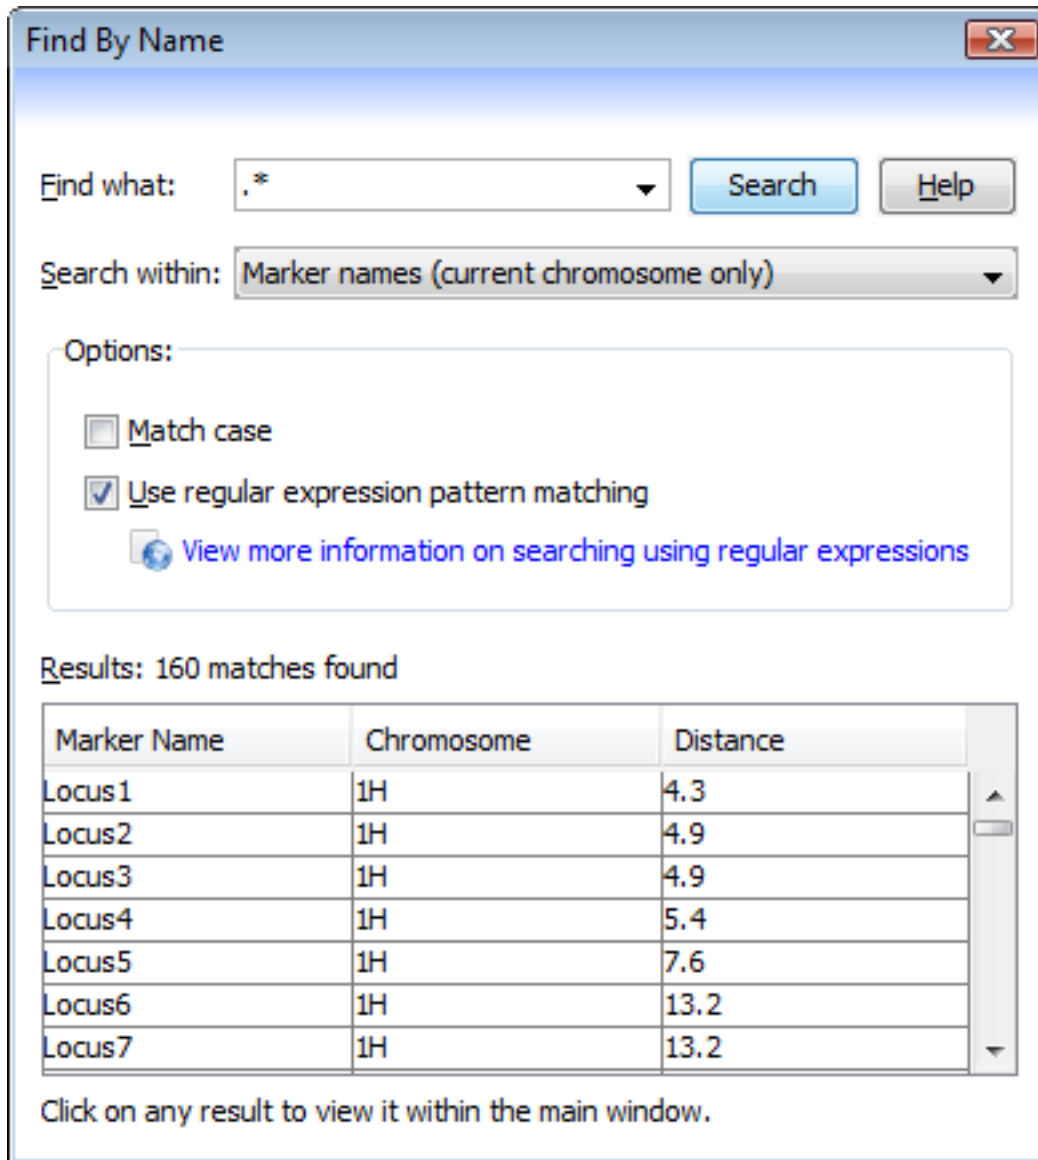 Find By Name
Find what: .* Search Help
Search within: Marker names (current chromosome only)
Options:
Match case
Use regular expression pattern matching
View more information on searching using regular expressions
Results: 160 matches found
Marker Name Chromosome Distance
Locus1 1H 4.3
Locus2 1H 4.9
Locus3 1H 4.9
Locus4 1H 5.4
Locus5 1H 7.6
Locus6 1H 13.2
Locus7 1H 13.2
Click on any result to view it within the main window.